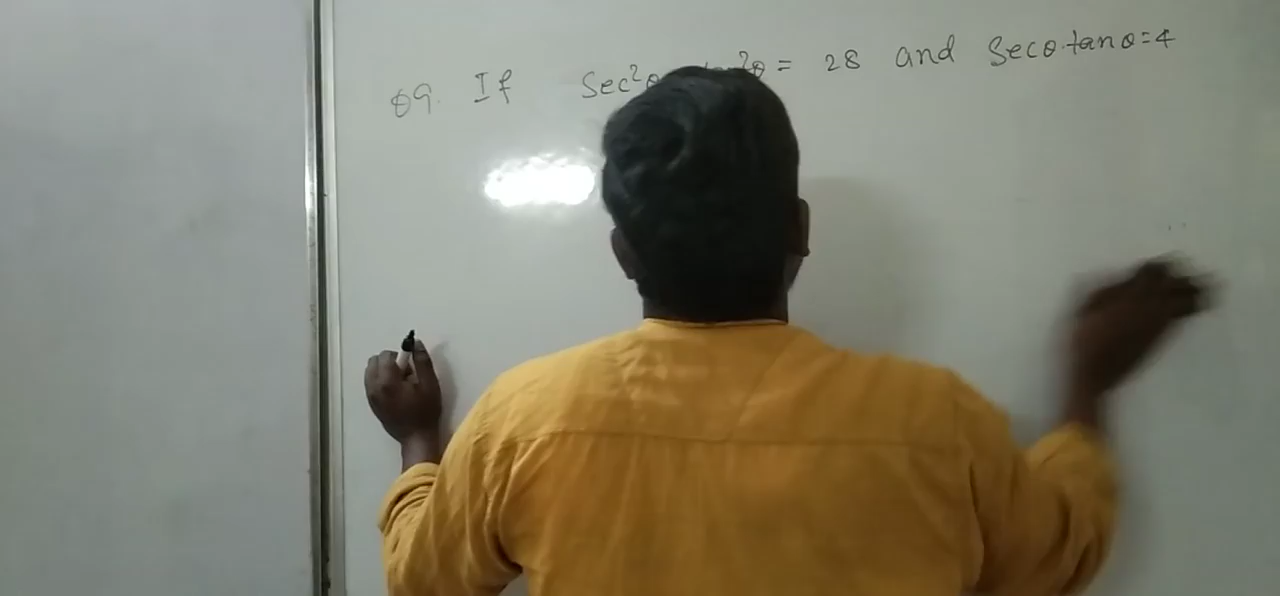 Q9. If Sec²θ tan²θ = 28 and Secθ.tanθ=4